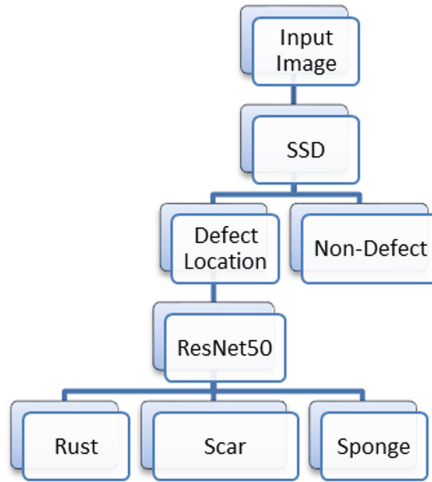 Input
Image
SSD
Defect
Location
Non-Defect
ResNet50
Rust
Scar
Sponge